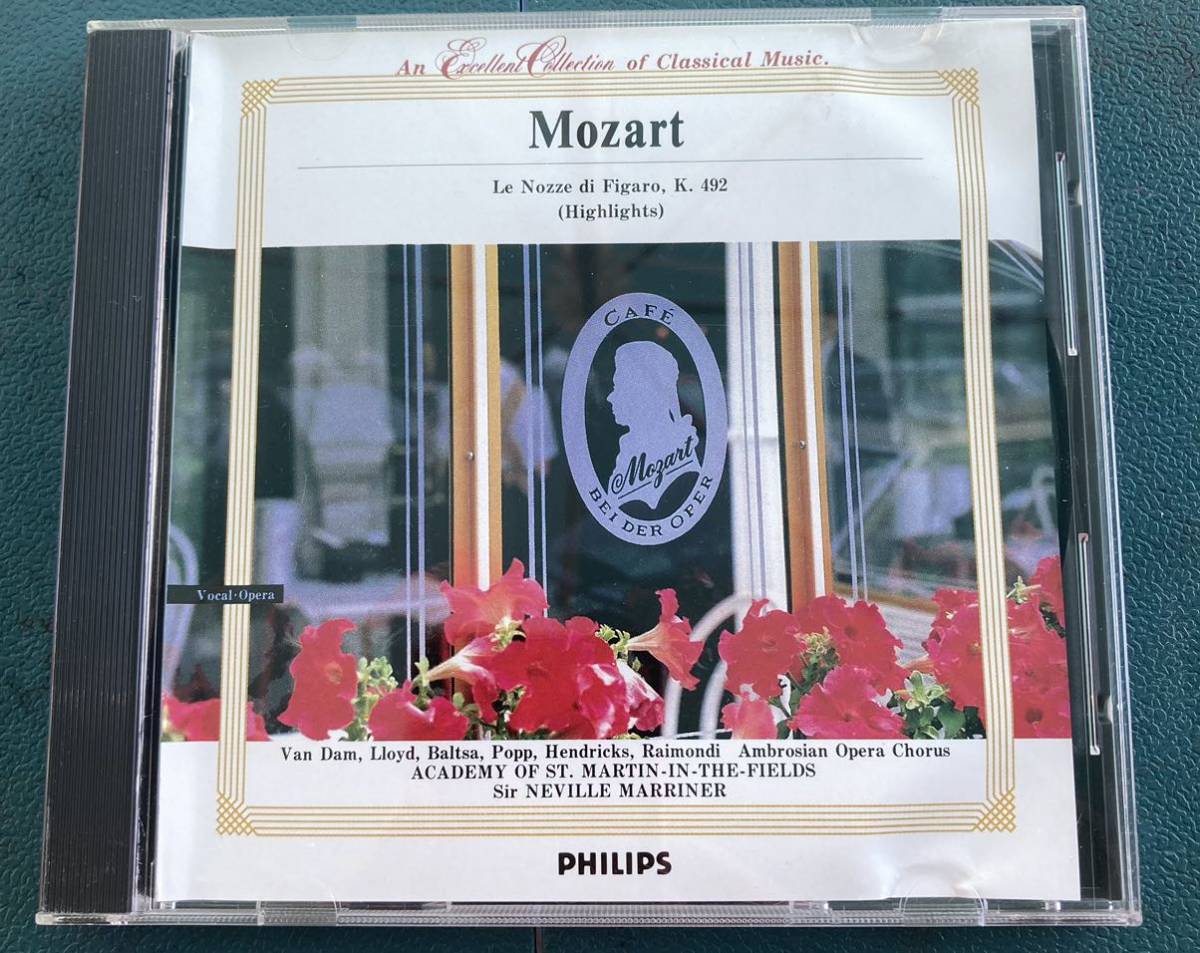 An Excellent Collection of Classical Music.
Mozart
Le Nozze di Figaro, K. 492
(Highlights)
CAFÉ
Mozart
BEI DER OPER
Vocal·Opera
Van Dam, Lloyd, Baltsa, Popp, Hendricks, Raimondi Ambrosian Opera Chorus
ACADEMY OF ST. MARTIN-IN-THE-FIELDS
Sir NEVILLE MARRINER
PHILIPS